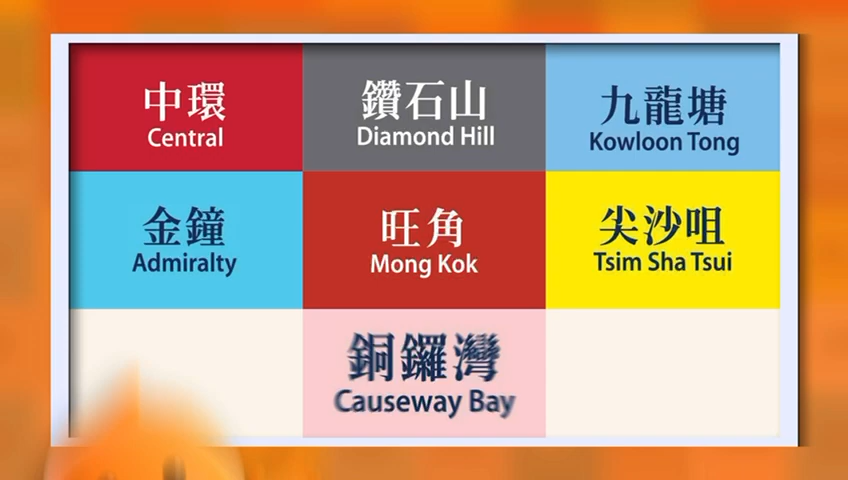 中環
Central
鑽石山
Diamond Hill
九龍塘
Kowloon Tong
金鐘
Admiralty
旺角
Mong Kok
尖沙咀
Tsim Sha Tsui
銅鑼灣
Causeway Bay